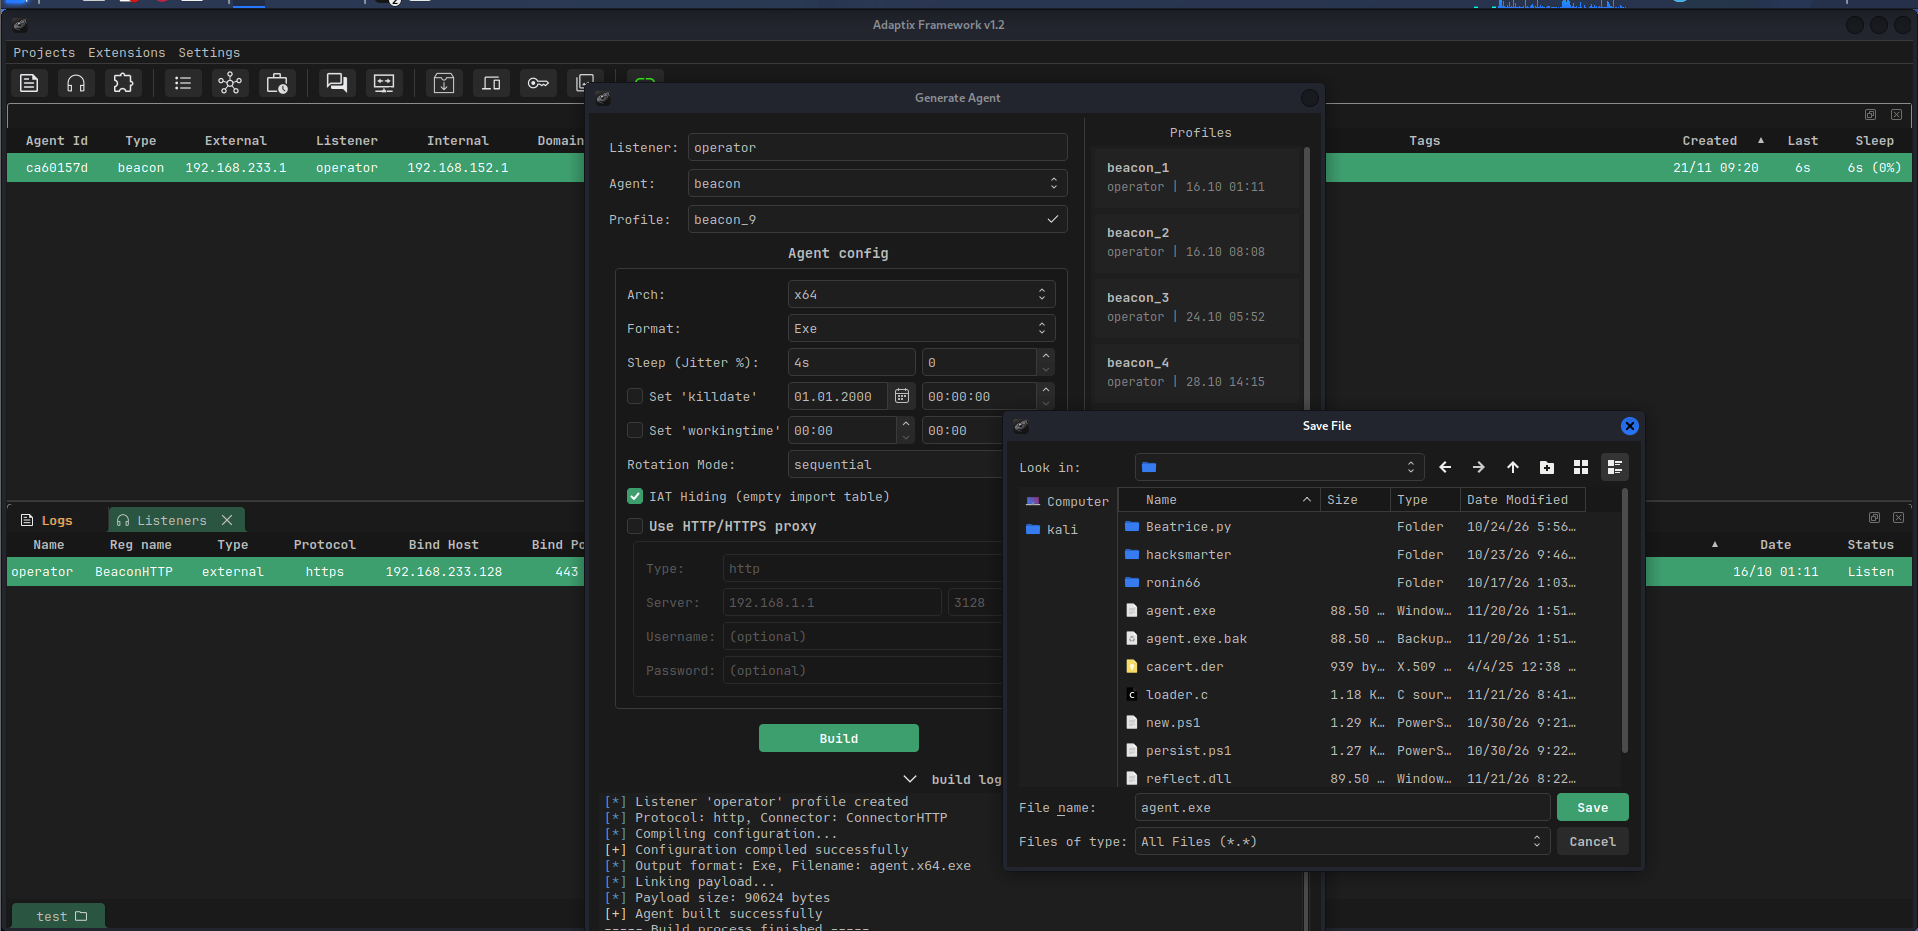 2
Adaptix Framework v1.2
Projects Extensions Settings
Agent Id Type External Listener Internal Domain Tags Created Last Sleep
ca60157d beacon 192.168.233.1 operator 192.168.152.1 21/11 09:20 6s 6s (0%)
Generate Agent
Listener: operator
Agent: beacon
Profile: beacon_9
Agent config
Arch: x64
Format: Exe
Sleep (Jitter %): 4s 0
Set 'killdate' 01.01.2000 00:00:00
Set 'workingtime' 00:00 00:00
Rotation Mode: sequential
IAT Hiding (empty import table)
Use HTTP/HTTPS proxy
Type: http
Server: 192.168.1.1 3128
Username: (optional)
Password: (optional)
Build
build log
[*] Listener 'operator' profile created
[*] Protocol: http, Connector: ConnectorHTTP
[*] Compiling configuration...
[+] Configuration compiled successfully
[*] Output format: Exe, Filename: agent.x64.exe
[*] Linking payload...
[*] Payload size: 90624 bytes
[+] Agent built successfully
----- Build process finished -----
Profiles
beacon_1
operator | 16.10 01:11
beacon_2
operator | 16.10 08:08
beacon_3
operator | 24.10 05:52
beacon_4
operator | 28.10 14:15
Save File
Look in:
Computer
kali
Name Size Type Date Modified
Beatrice.py Folder 10/24/26 5:56…
hacksmarter Folder 10/23/26 9:46…
ronin66 Folder 10/17/26 1:03…
agent.exe 88.50 … Window… 11/20/26 1:51…
agent.exe.bak 88.50 … Backup… 11/20/26 1:51…
cacert.der 939 by… X.509 … 4/4/25 12:38 …
loader.c 1.18 K… C sour… 11/21/26 8:41…
new.ps1 1.29 K… PowerS… 10/30/26 9:21…
persist.ps1 1.27 K… PowerS… 10/30/26 9:22…
reflect.dll 89.50 … Window… 11/21/26 8:22…
File name: agent.exe Save
Files of type: All Files (*.*) Cancel
Logs Listeners
Name Reg name Type Protocol Bind Host Bind Po Date Status
operator BeaconHTTP external https 192.168.233.128 443 16/10 01:11 Listen
test